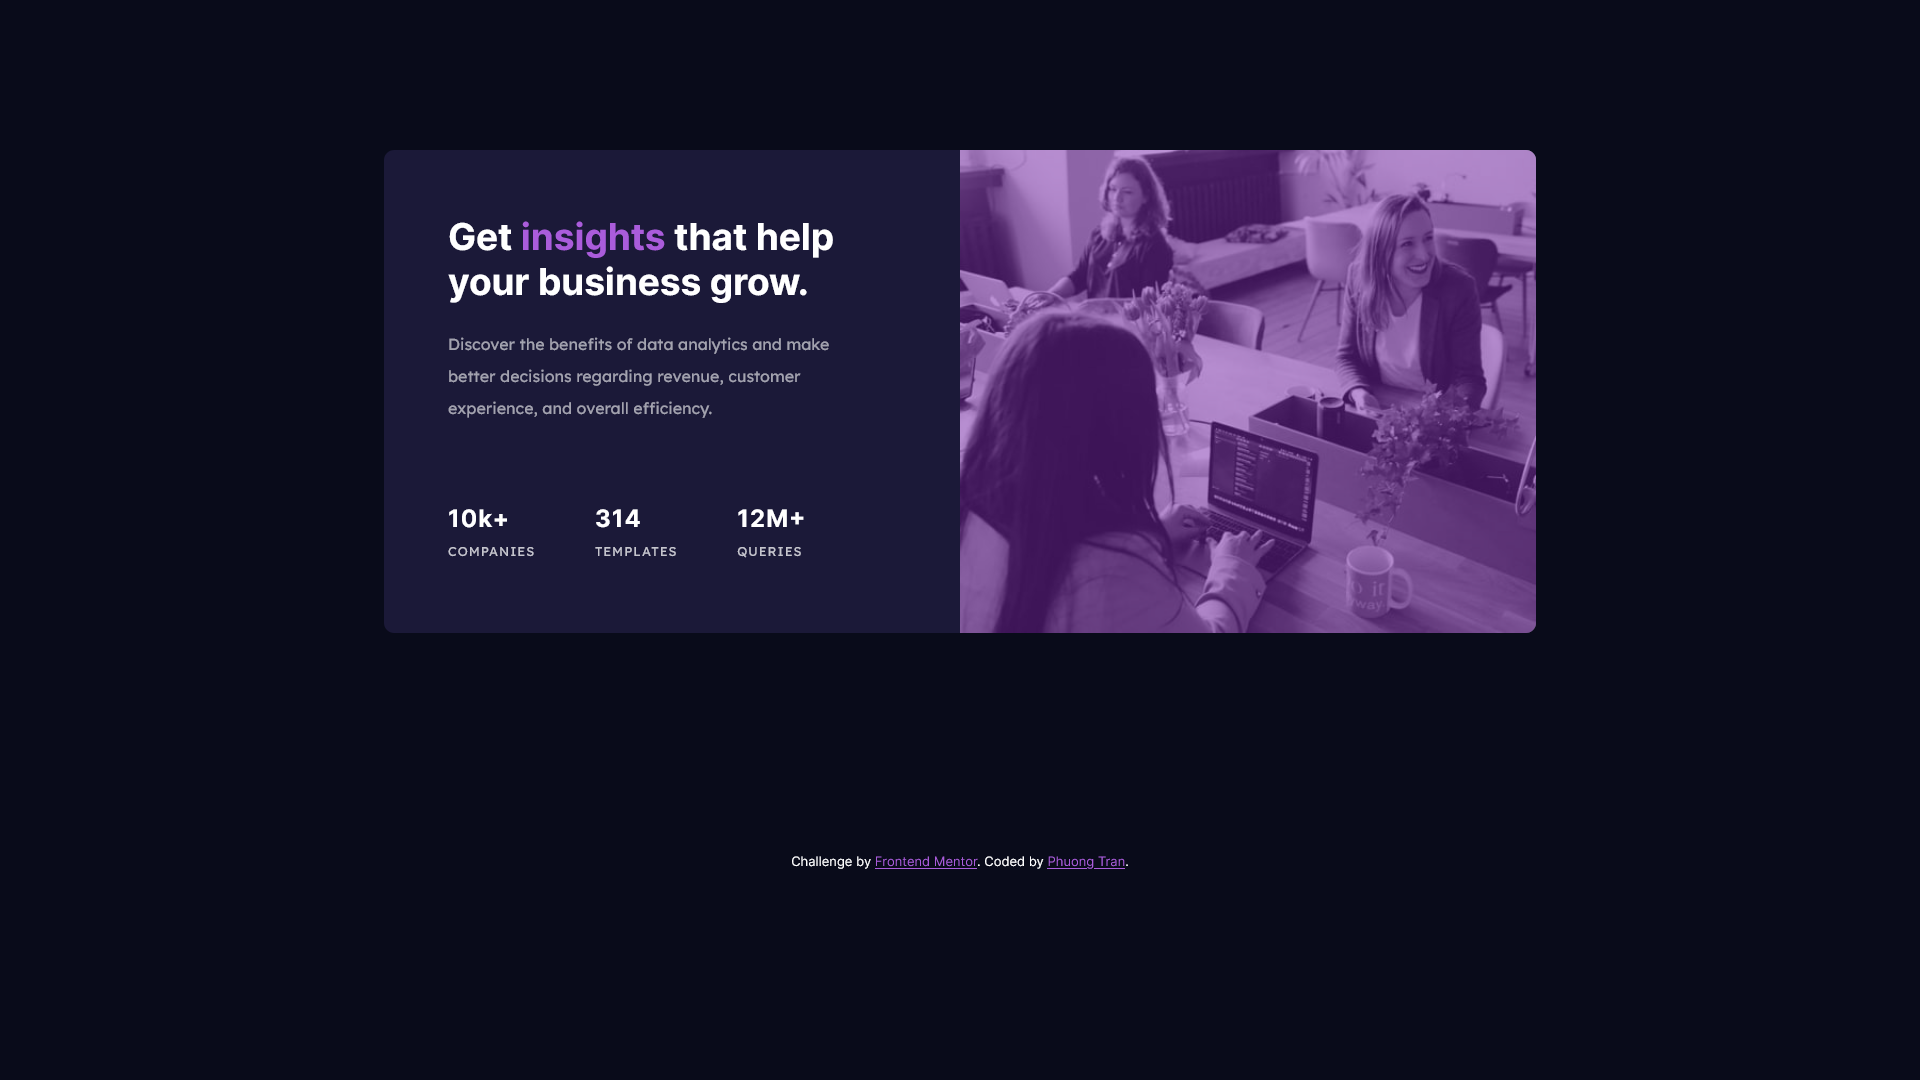 Get insights that help
your business grow.
Discover the benefits of data analytics and make
better decisions regarding revenue, customer
experience, and overall efficiency.
10k+ 314 12M+
COMPANIES TEMPLATES QUERIES
it
way
Challenge by Frontend Mentor. Coded by Phuong Tran.